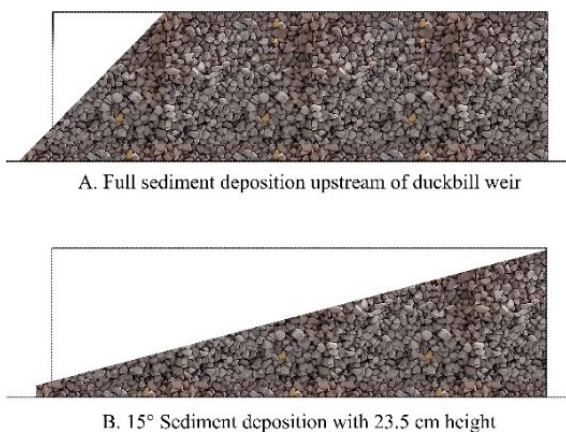 A. Full sediment deposition upstream of duckbill weir
B. 15° Sediment deposition with 23.5 cm height